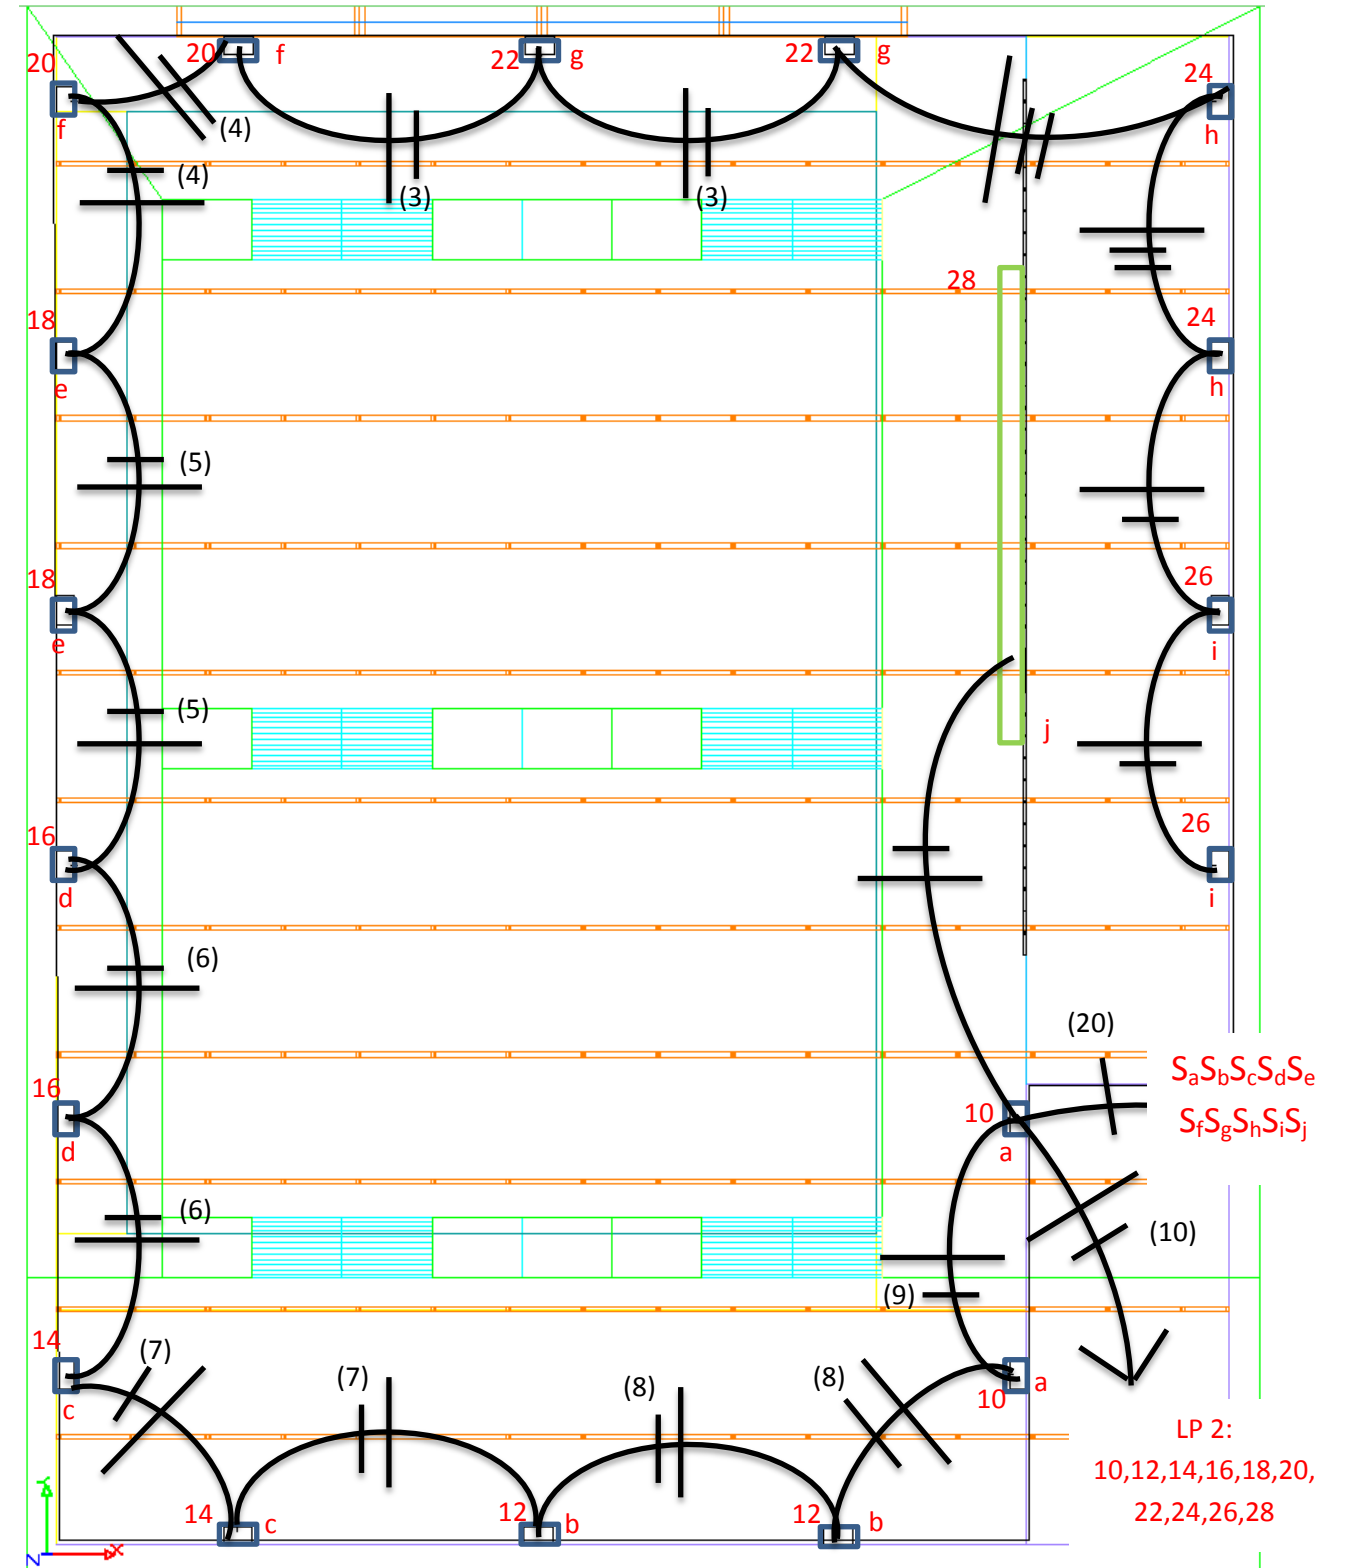 20 20 f 22 g 22 g 24
f (4) h
(4) (3) (3)
28
18 24
e h
(5)
18 26
e i
(5) j
16 26
d i
(6)
(20)
SaSbScSdSe
16 10 SfSgShSiSj
d a
(6) (10)
(9)
14 (7) (7) (8) (8) a
c 10
LP 2:
10,12,14,16,18,20,
22,24,26,28
14 c 12 b 12 b
Y
Z X